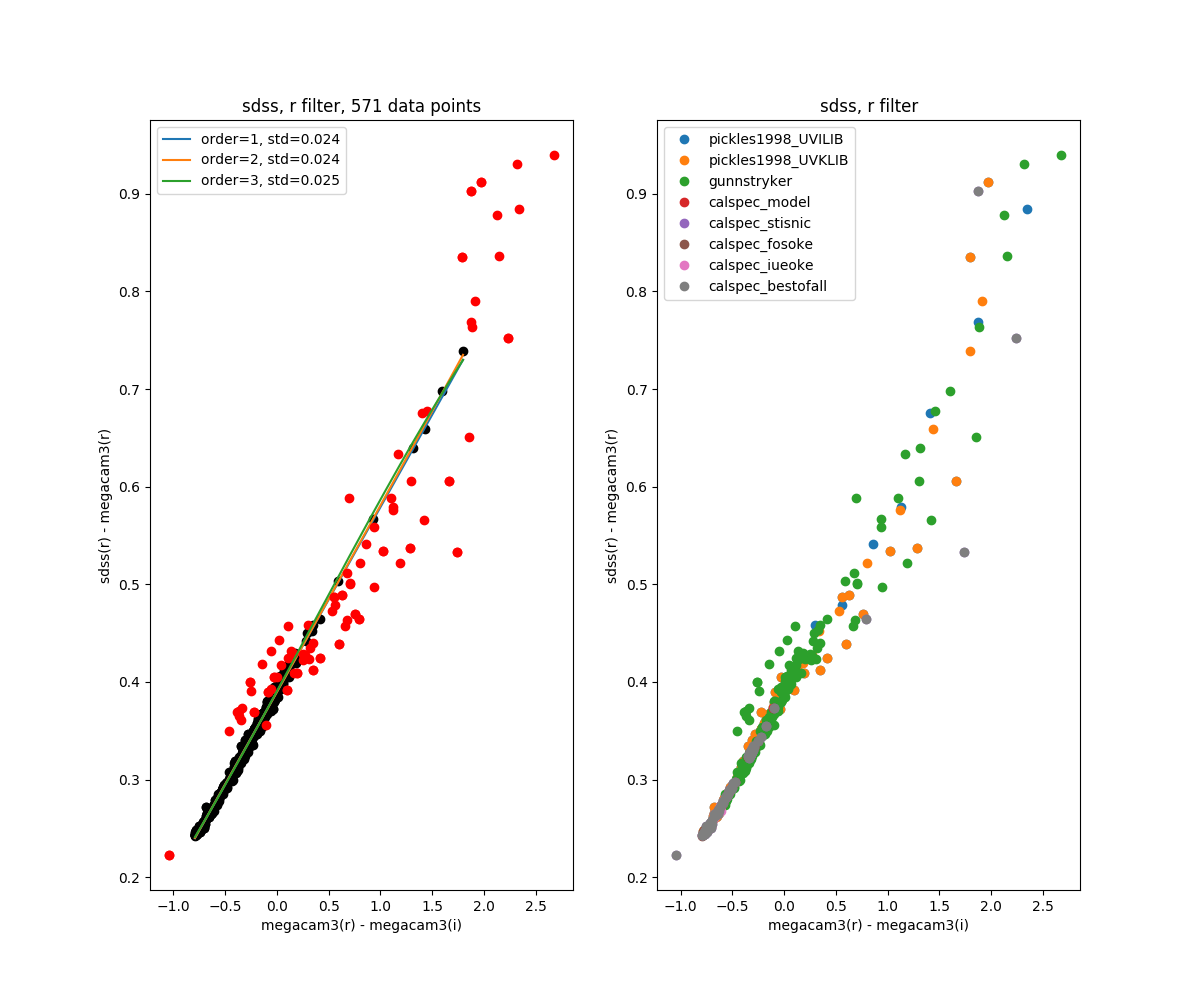 sdss, r filter, 571 data points
order=1, std=0.024
order=2, std=0.024
order=3, std=0.025
0.9
0.8
0.7
0.6
0.5
0.4
0.3
0.2
sdss(r) - megacam3(r)
−1.0 −0.5 0.0 0.5 1.0 1.5 2.0 2.5
megacam3(r) - megacam3(i)
sdss, r filter
pickles1998_UVILIB
pickles1998_UVKLIB
gunnstryker
calspec_model
calspec_stisnic
calspec_fosoke
calspec_iueoke
calspec_bestofall
0.9
0.8
0.7
0.6
0.5
0.4
0.3
0.2
sdss(r) - megacam3(r)
−1.0 −0.5 0.0 0.5 1.0 1.5 2.0 2.5
megacam3(r) - megacam3(i)